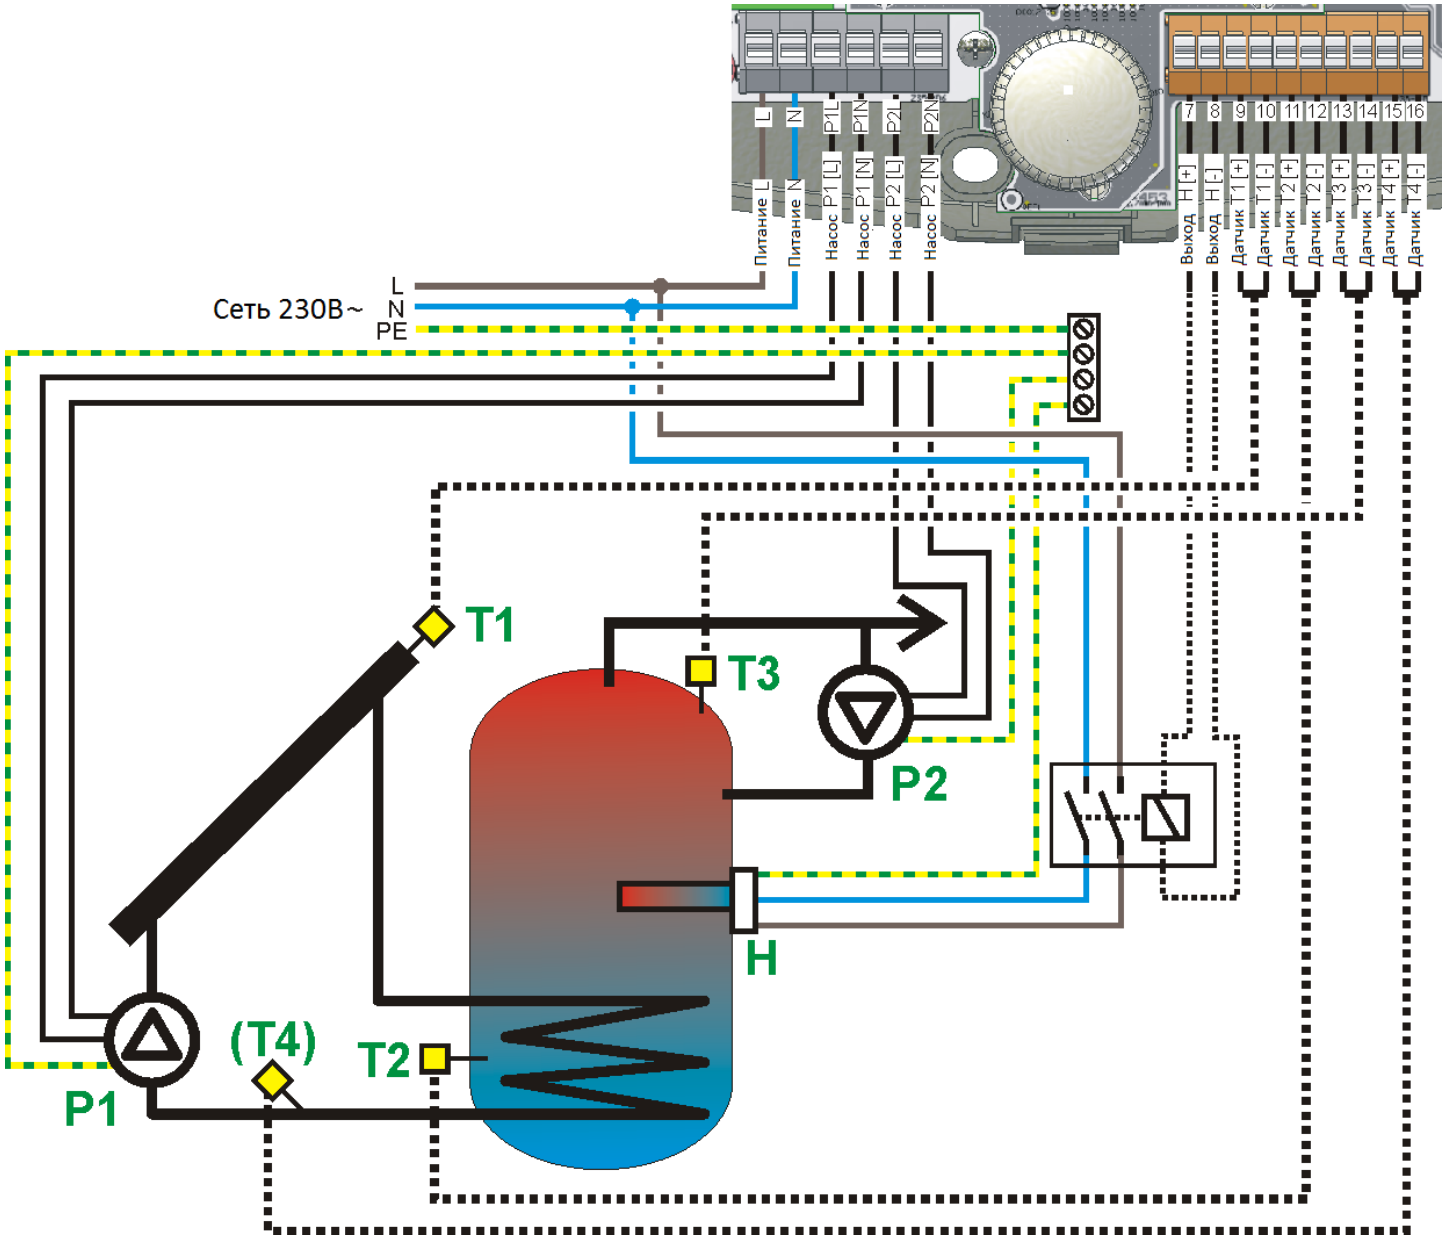 L
N
P1L
P1N
P2L
P2N
7
8
9
10
11
12
13
14
15
16
Питание L
Питание N
Насос P1 [L]
Насос P1 [N]
Насос P2 [L]
Насос P2 [N]
Выход H [+]
Выход H [-]
Датчик T1 [+]
Датчик T1 [-]
Датчик T2 [+]
Датчик T2 [-]
Датчик T3 [+]
Датчик T3 [-]
Датчик T4 [+]
Датчик T4 [-]
Сеть 230В~
L
N
PE
T1
T3
P2
H
(T4)
T2
P1